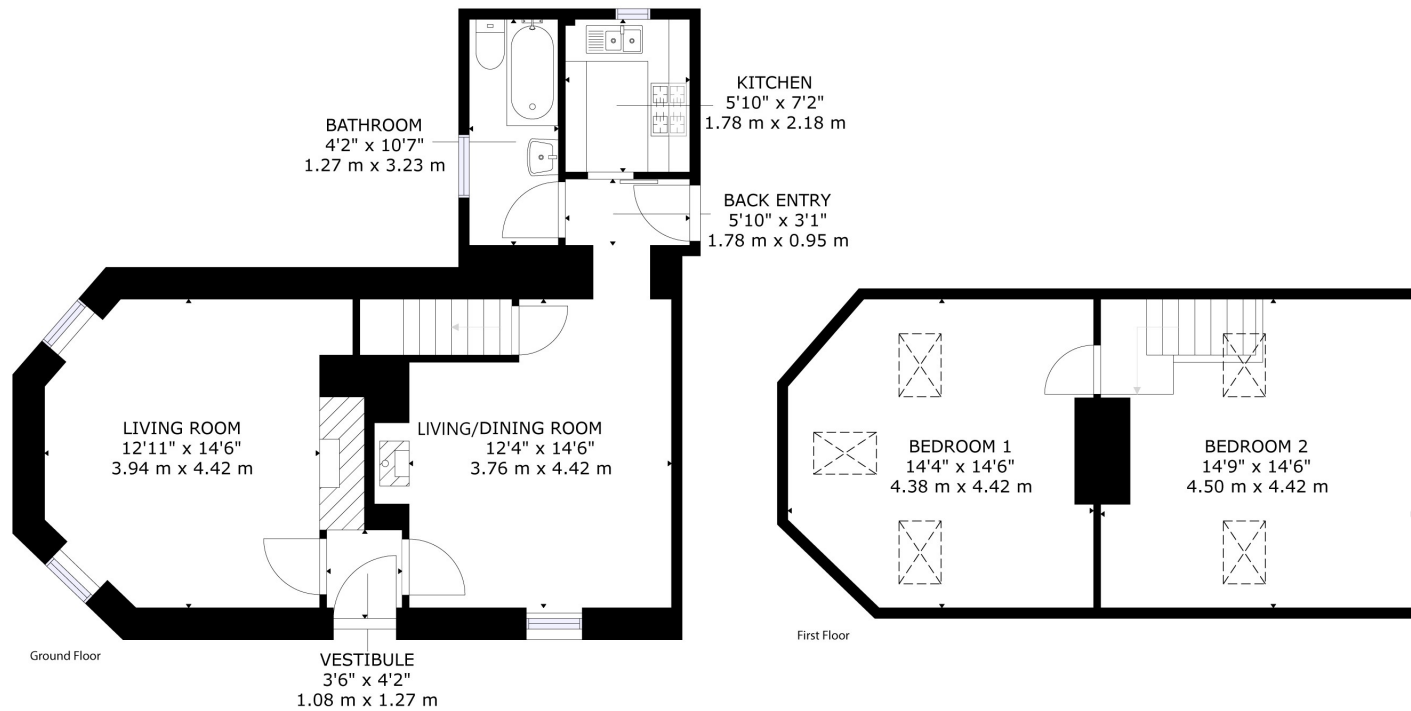 KITCHEN
5'10" x 7'2"
1.78 m x 2.18 m
BATHROOM
4'2" x 10'7"
1.27 m x 3.23 m
BACK ENTRY
5'10" x 3'1"
1.78 m x 0.95 m
LIVING ROOM
12'11" x 14'6"
3.94 m x 4.42 m
LIVING/DINING ROOM
12'4" x 14'6"
3.76 m x 4.42 m
BEDROOM 1
14'4" x 14'6"
4.38 m x 4.42 m
BEDROOM 2
14'9" x 14'6"
4.50 m x 4.42 m
Ground Floor
First Floor
VESTIBULE
3'6" x 4'2"
1.08 m x 1.27 m